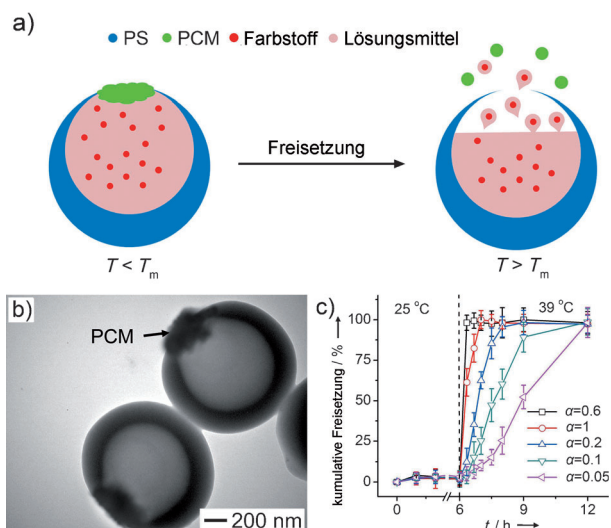 a)
PS PCM Farbstoff Lösungsmittel
Freisetzung
T < Tm
T > Tm
b)
PCM
200 nm
c)
25 °C
39 °C
kumulative Freisetzung / %
100
75
50
25
0
α=0.6
α=1
α=0.2
α=0.1
α=0.05
0 6 9 12
t / h